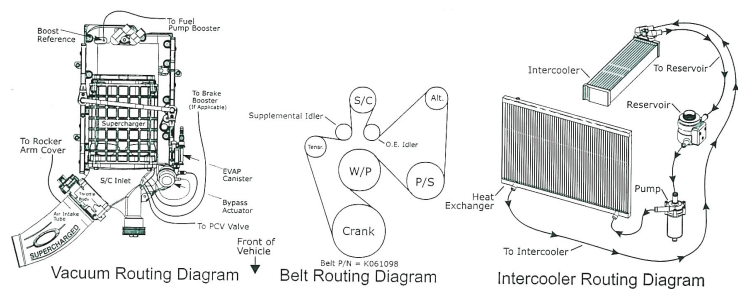 To Fuel
Pump Booster
Boost
Reference
To Brake
Booster
(If Applicable)
Supercharger
To Rocker
Arm Cover
S/C Inlet
EVAP
Canister
Throttle
Body
Air Intake
Tube
SUPERCHARGED
Bypass
Actuator
To PCV Valve
Front of
Vehicle
Vacuum Routing Diagram
S/C
Alt.
Supplemental Idler
O.E. Idler
Tensr.
W/P
P/S
Crank
Belt P/N = K061098
Belt Routing Diagram
Intercooler
To Reservoir
Reservoir
Heat
Exchanger
Pump
To Intercooler
Intercooler Routing Diagram